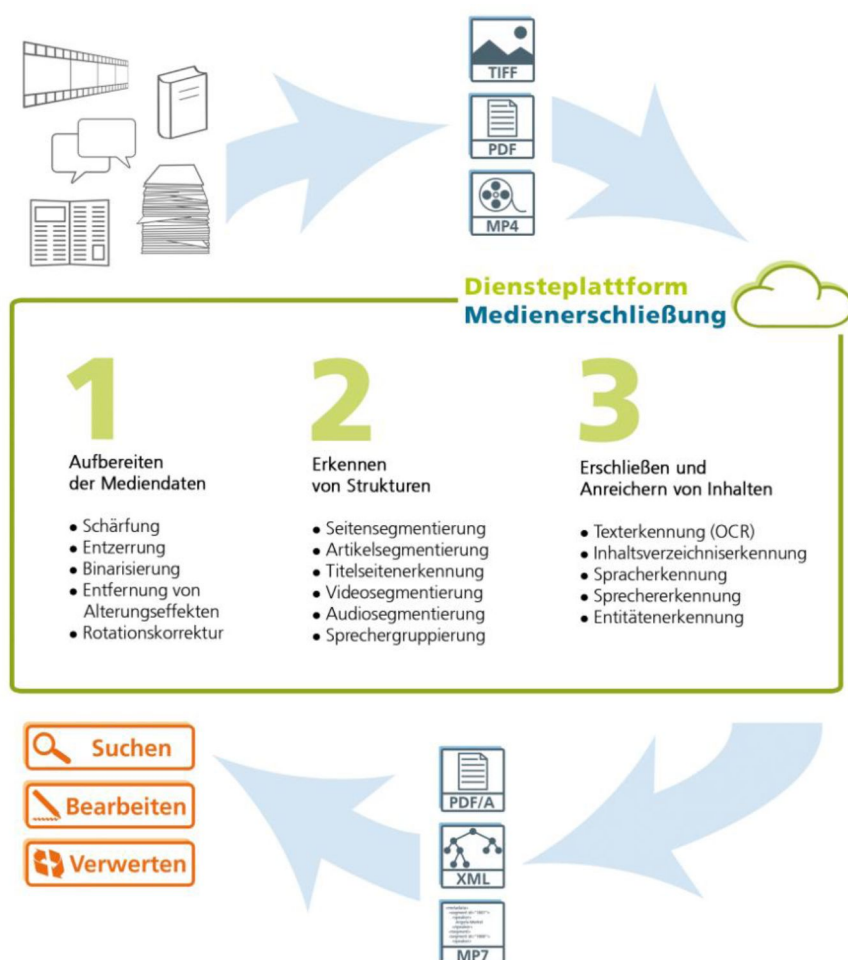 TIFF
PDF
MP4
Diensteplattform
Medienerschließung
1
Aufbereiten
der Mediendaten
• Schärfung
• Entzerrung
• Binarisierung
• Entfernung von
Alterungseffekten
• Rotationskorrektur
2
Erkennen
von Strukturen
• Seitensegmentierung
• Artikelsegmentierung
• Titelseitenerkennung
• Videosegmentierung
• Audiosegmentierung
• Sprechergruppierung
3
Erschließen und
Anreichern von Inhalten
• Texterkennung (OCR)
• Inhaltsverzeichniserkennung
• Spracherkennung
• Sprechererkennung
• Entitätenerkennung
Suchen
Bearbeiten
Verwerten
PDF/A
XML
MP7